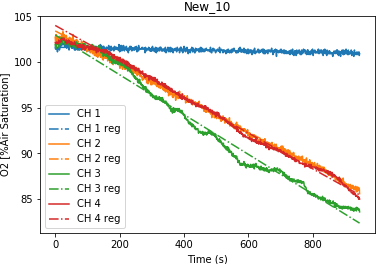 New_10
O2 [%Air Saturation]
105
100
95
90
85
CH 1
CH 1 reg
CH 2
CH 2 reg
CH 3
CH 3 reg
CH 4
CH 4 reg
0
200
400
600
800
Time (s)